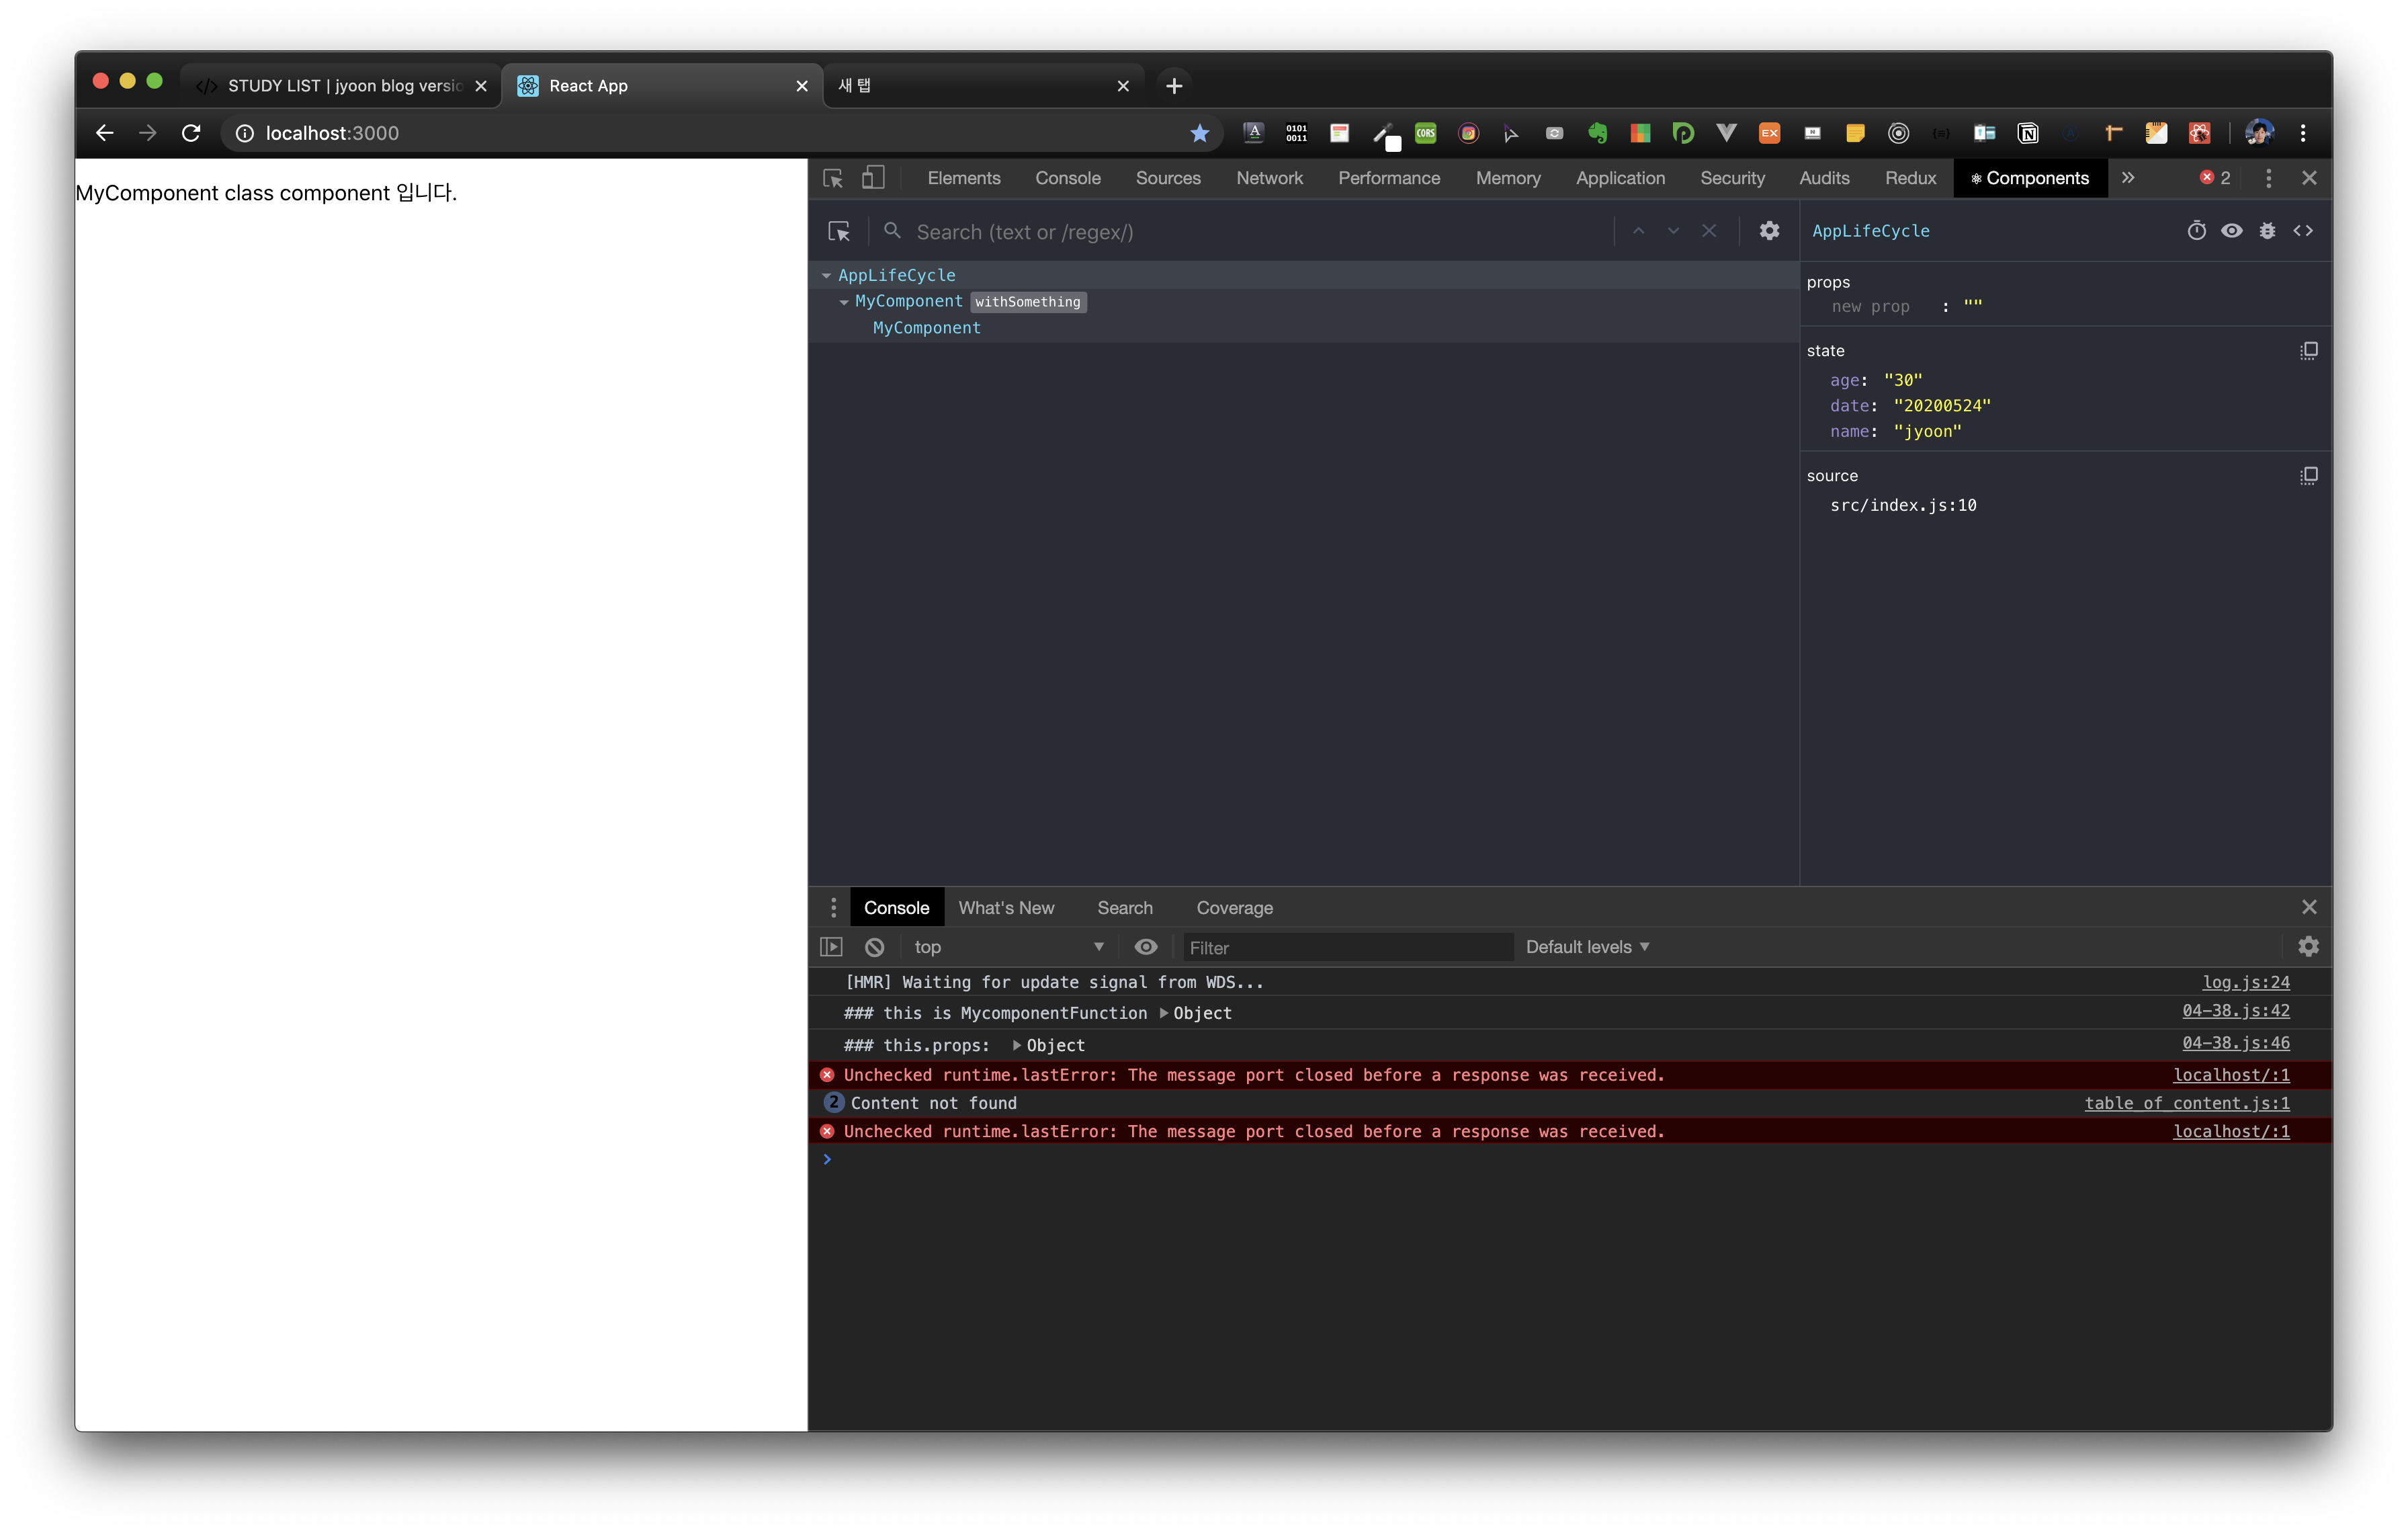 STUDY LIST | jyoon blog versio
React App
새 탭
localhost:3000
0101
0011
CORS
EX
MyComponent class component 입니다.
Elements Console Sources Network Performance Memory Application Security Audits Redux Components 2
Search (text or /regex/)
AppLifeCycle
MyComponent withSomething
MyComponent
AppLifeCycle
props
new prop : ""
state
age: "30"
date: "20200524"
name: "jyoon"
source
src/index.js:10
Console What's New Search Coverage
top Filter Default levels
[HMR] Waiting for update signal from WDS... log.js:24
### this is MycomponentFunction Object 04-38.js:42
### this.props: Object 04-38.js:46
Unchecked runtime.lastError: The message port closed before a response was received. localhost/:1
2 Content not found table_of_content.js:1
Unchecked runtime.lastError: The message port closed before a response was received. localhost/:1